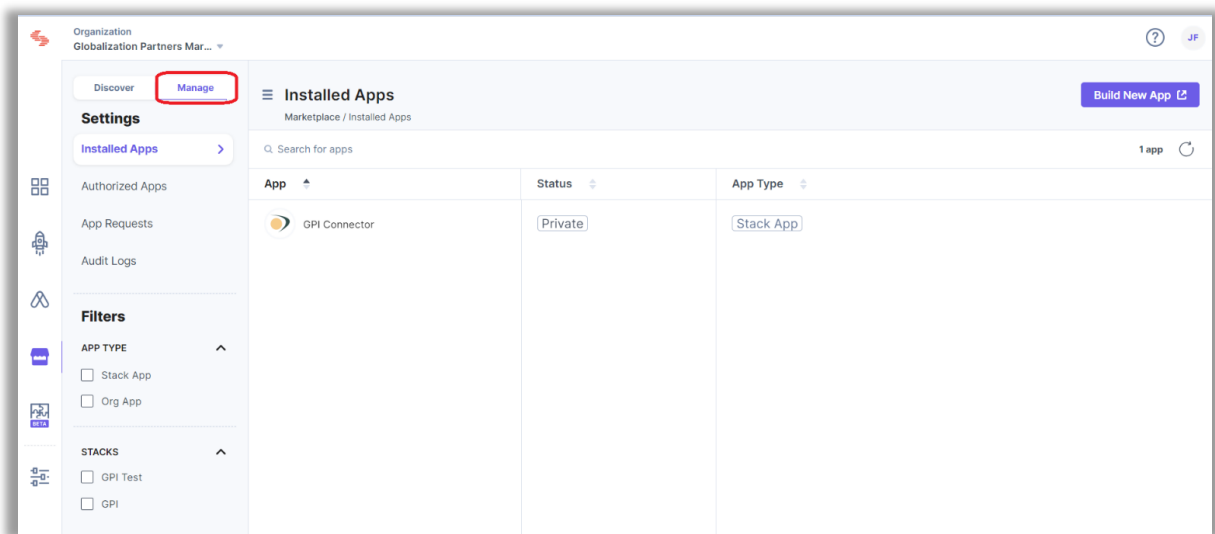 Organization
Globalization Partners Mar...
JF
Discover
Manage
Settings
Installed Apps
Authorized Apps
App Requests
Audit Logs
Filters
APP TYPE
Stack App
Org App
STACKS
GPI Test
GPI
BETA
Installed Apps
Marketplace / Installed Apps
Build New App
Search for apps
1 app
App
Status
App Type
GPI Connector
Private
Stack App